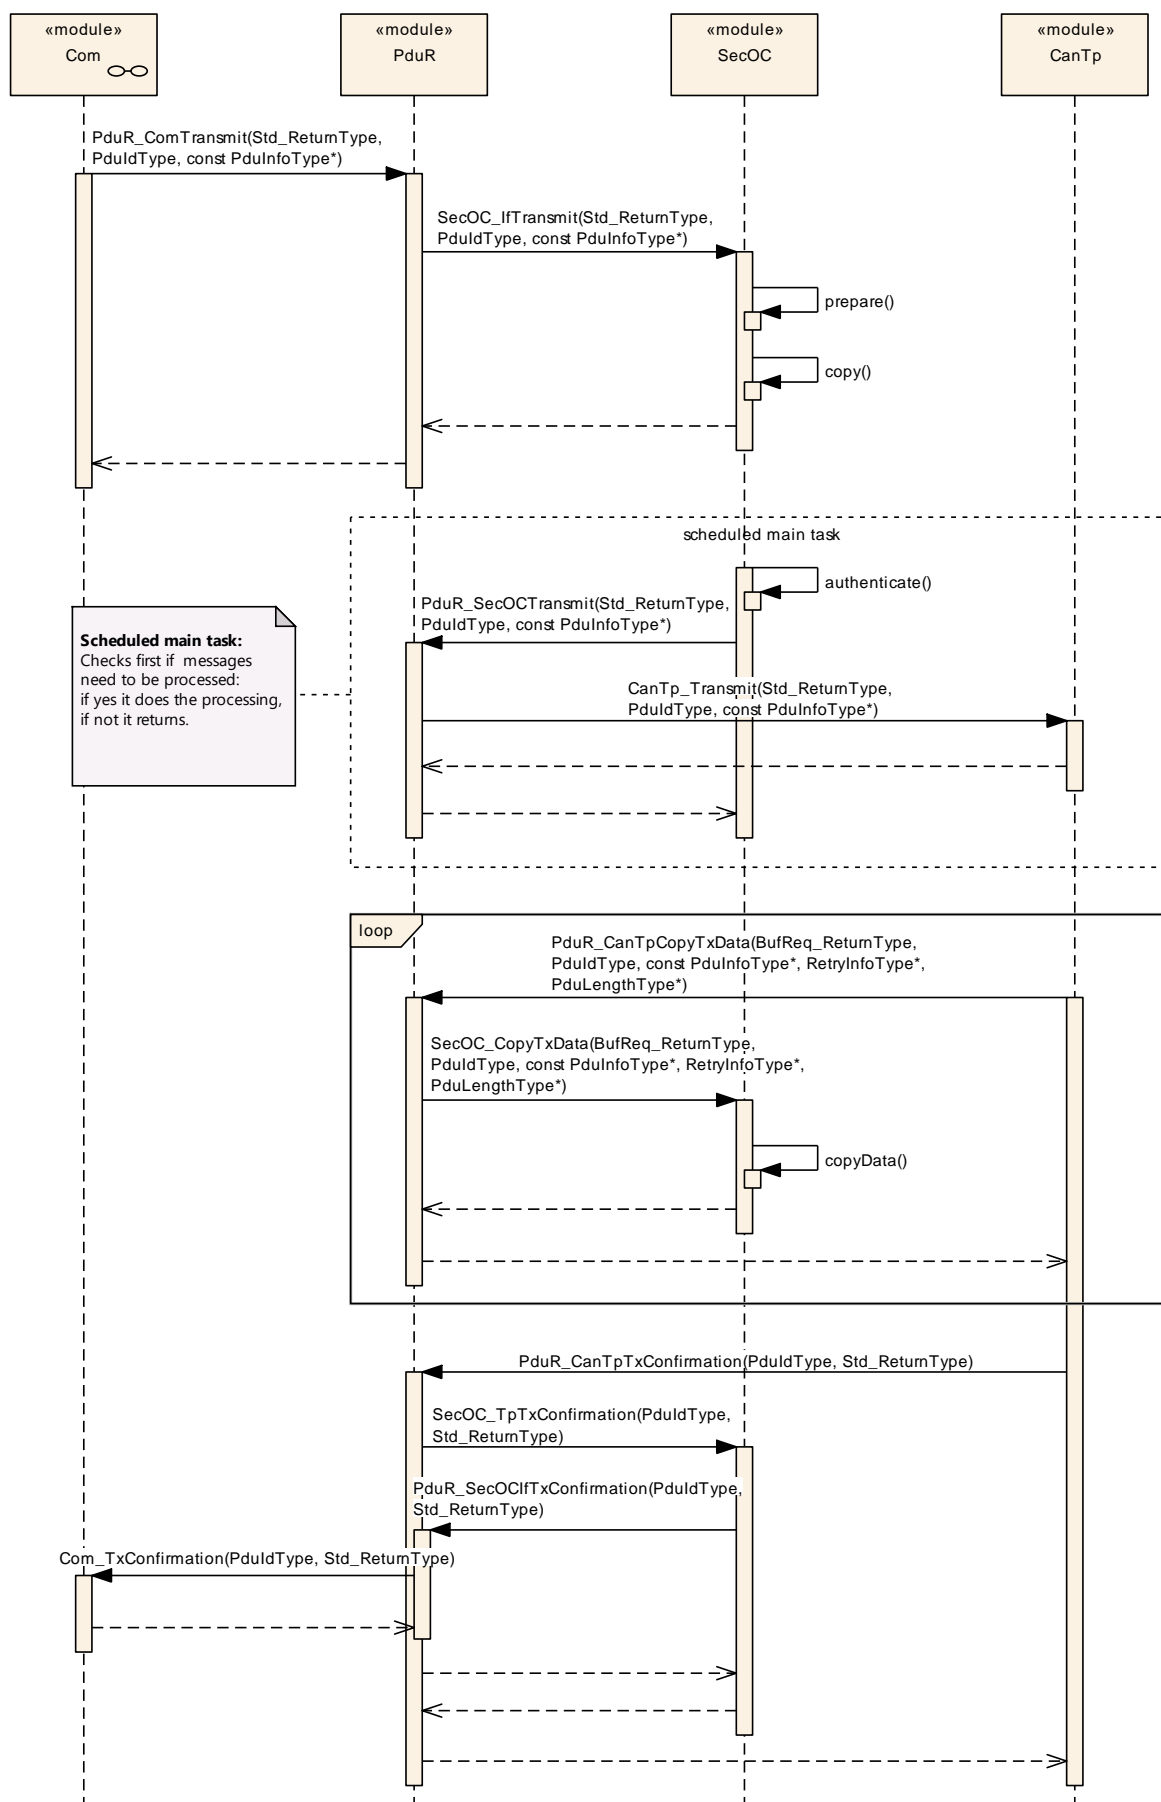 «module»
Com
«module»
PduR
«module»
SecOC
«module»
CanTp
PduR_ComTransmit(Std_ReturnType,
PduIdType, const PduInfoType*)
SecOC_IfTransmit(Std_ReturnType,
PduIdType, const PduInfoType*)
prepare()
copy()
scheduled main task
authenticate()
PduR_SecOCTransmit(Std_ReturnType,
PduIdType, const PduInfoType*)
Scheduled main task:
Checks first if  messages
need to be processed:
if yes it does the processing,
if not it returns.
CanTp_Transmit(Std_ReturnType,
PduIdType, const PduInfoType*)
loop
PduR_CanTpCopyTxData(BufReq_ReturnType,
PduIdType, const PduInfoType*, RetryInfoType*,
PduLengthType*)
SecOC_CopyTxData(BufReq_ReturnType,
PduIdType, const PduInfoType*, RetryInfoType*,
PduLengthType*)
copyData()
PduR_CanTpTxConfirmation(PduIdType, Std_ReturnType)
SecOC_TpTxConfirmation(PduIdType,
Std_ReturnType)
PduR_SecOCIfTxConfirmation(PduIdType,
Std_ReturnType)
Com_TxConfirmation(PduIdType, Std_ReturnType)